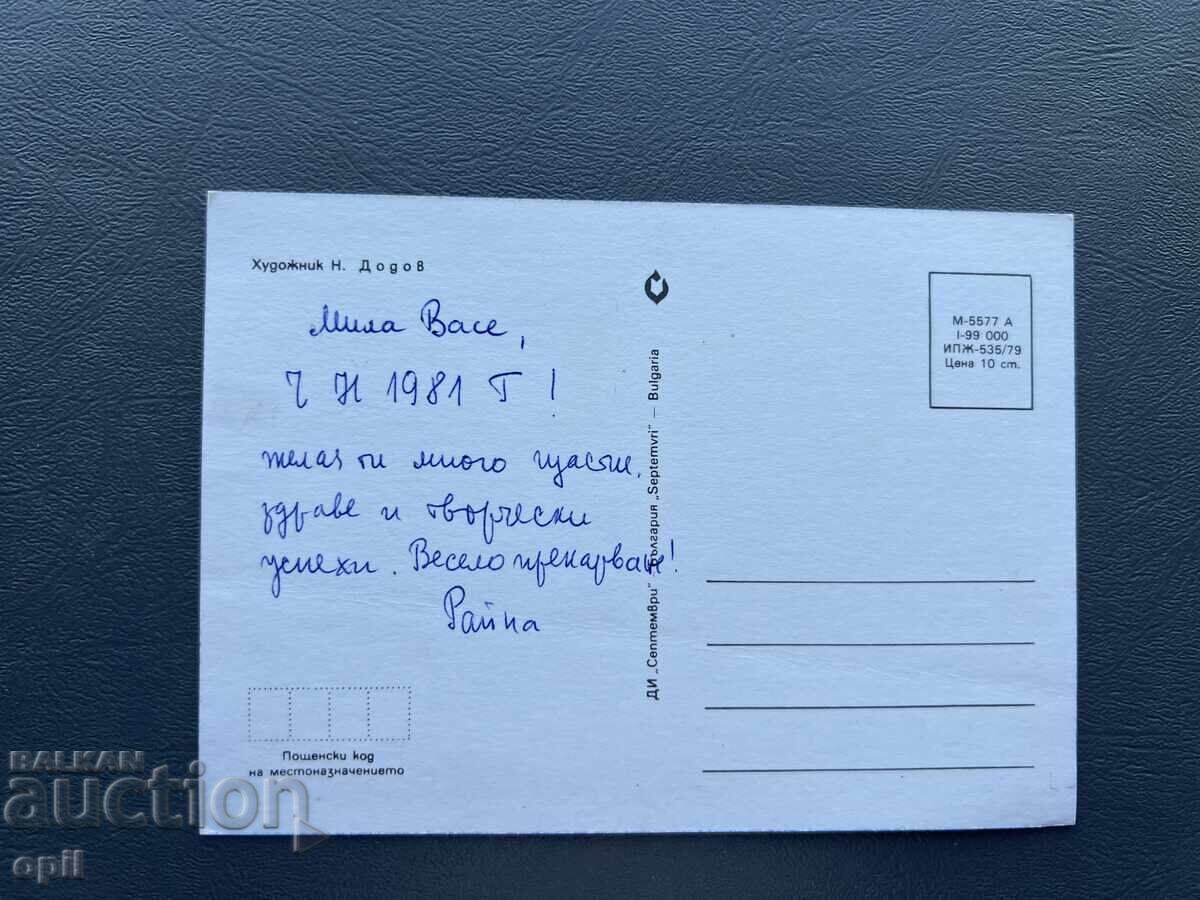 Художник Н. Додов
Мила Васе,
Ч Н 1981 Г!
желая ти много щастие,
здраве и творчески
успехи. Весело прекарване!
Райна
Пощенски код
на местоназначението
ДИ „Септември" България „Septemvri" – Bulgaria
М-5577 А
I-99 000
ИПЖ-535/79
Цена 10 ст.
BALKAN
auction
opil